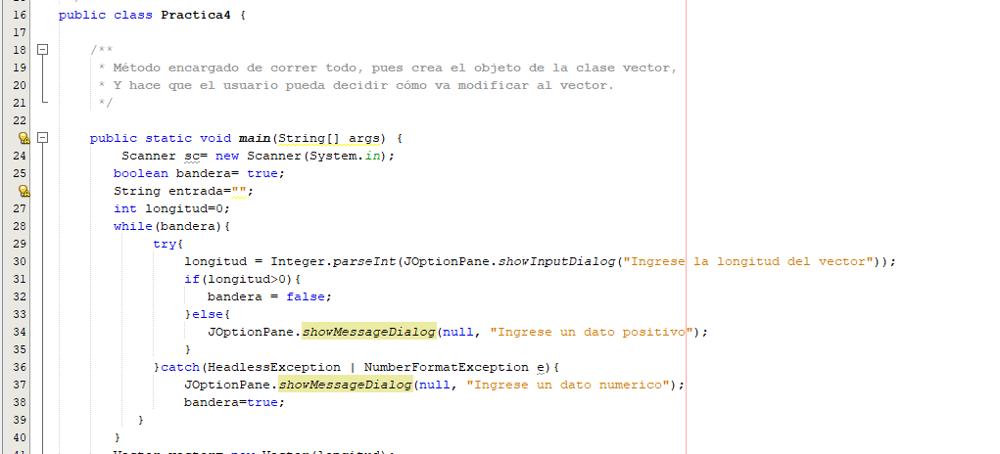 16 public class Practica4 {
17
18 /**
19 * Método encargado de correr todo, pues crea el objeto de la clase vector,
20 * Y hace que el usuario pueda decidir cómo va modificar al vector.
21 */
22
public static void main(String[] args) {
24 Scanner sc= new Scanner(System.in);
25 boolean bandera= true;
String entrada="";
27 int longitud=0;
28 while(bandera){
29 try{
30 longitud = Integer.parseInt(JOptionPane.showInputDialog("Ingrese la longitud del vector"));
31 if(longitud>0){
32 bandera = false;
33 }else{
34 JOptionPane.showMessageDialog(null, "Ingrese un dato positivo");
35 }
36 }catch(HeadlessException | NumberFormatException e){
37 JOptionPane.showMessageDialog(null, "Ingrese un dato numerico");
38 bandera=true;
39 }
40 }